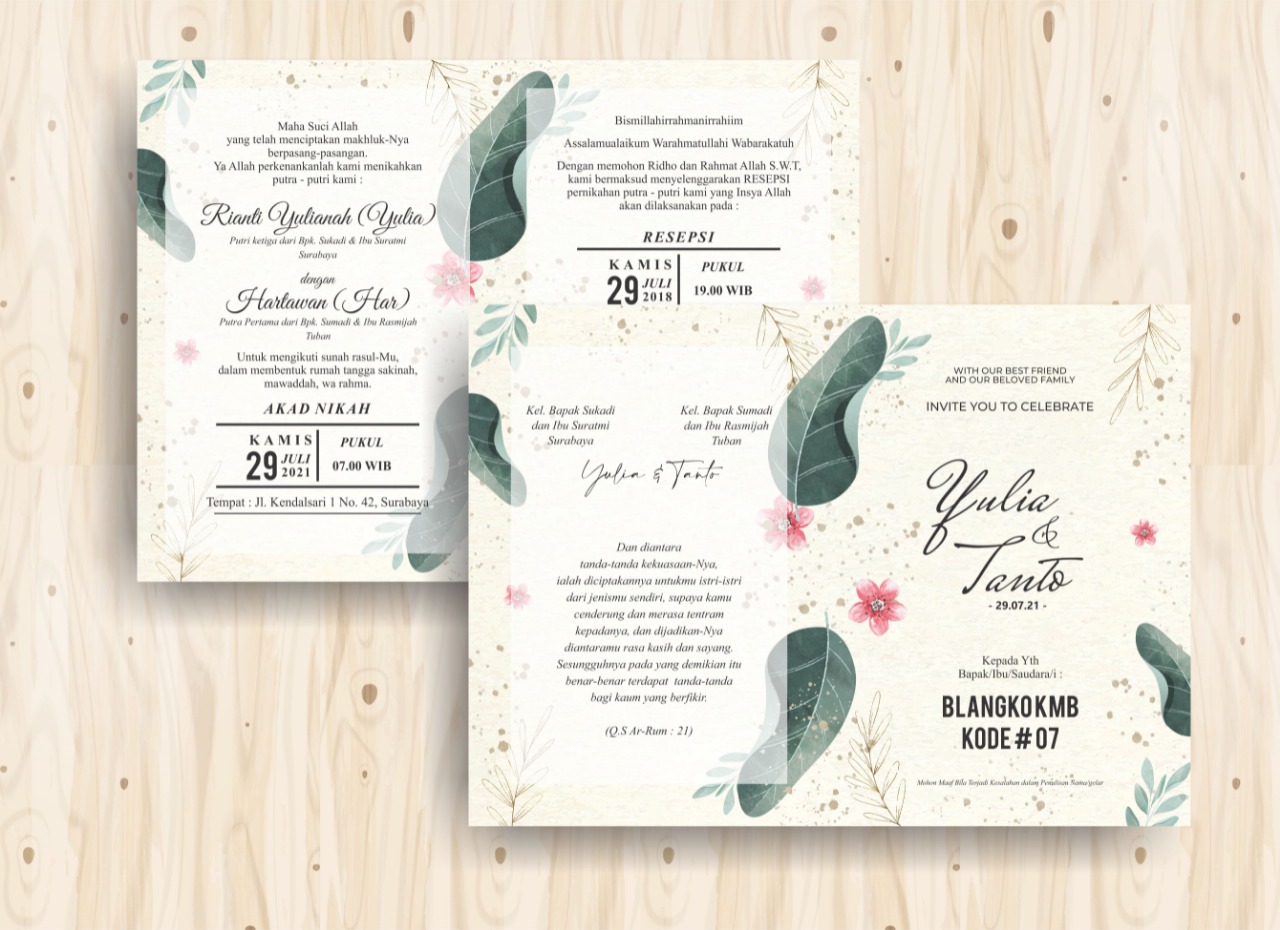 Maha Suci Allah
yang telah menciptakan makhluk-Nya
berpasang-pasangan.
Ya Allah perkenankanlah kami menikahkan
putra - putri kami :
Rianti Yulianah (Yulia)
Putri ketiga dari Bpk. Sukadi & Ibu Suratmi
Surabaya
dengan
Hartawan (Har)
Putra Pertama dari Bpk. Sumadi & Ibu Rasmijah
Tuban
Untuk mengikuti sunah rasul-Mu,
dalam membentuk rumah tangga sakinah,
mawaddah, wa rahma.
AKAD NIKAH
KAMIS
29 JULI
2021
PUKUL
07.00 WIB
Tempat : Jl. Kendalsari 1 No. 42, Surabaya
Bismillahirrahmanirrahiim
Assalamualaikum Warahmatullahi Wabarakatuh
Dengan memohon Ridho dan Rahmat Allah S.W.T,
kami bermaksud menyelenggarakan RESEPSI
pernikahan putra - putri kami yang Insya Allah
akan dilaksanakan pada :
RESEPSI
KAMIS
29 JULI
2018
PUKUL
19.00 WIB
Kel. Bapak Sukadi
dan Ibu Suratmi
Surabaya
Kel. Bapak Sumadi
dan Ibu Rasmijah
Tuban
Yulia & Tanto
Dan diantara
tanda-tanda kekuasaan-Nya,
ialah diciptakannya untukmu istri-istri
dari jenismu sendiri, supaya kamu
cenderung dan merasa tentram
kepadanya, dan dijadikan-Nya
diantaramu rasa kasih dan sayang.
Sesungguhnya pada yang demikian itu
benar-benar terdapat tanda-tanda
bagi kaum yang berfikir.
(Q.S Ar-Rum : 21)
WITH OUR BEST FRIEND
AND OUR BELOVED FAMILY
INVITE YOU TO CELEBRATE
Yulia
&
Tanto
- 29.07.21 -
Kepada Yth
Bapak/Ibu/Saudara/i :
BLANGKO KMB
KODE # 07
Mohon Maaf Bila Terjadi Kesalahan dalam Penulisan Nama/gelar